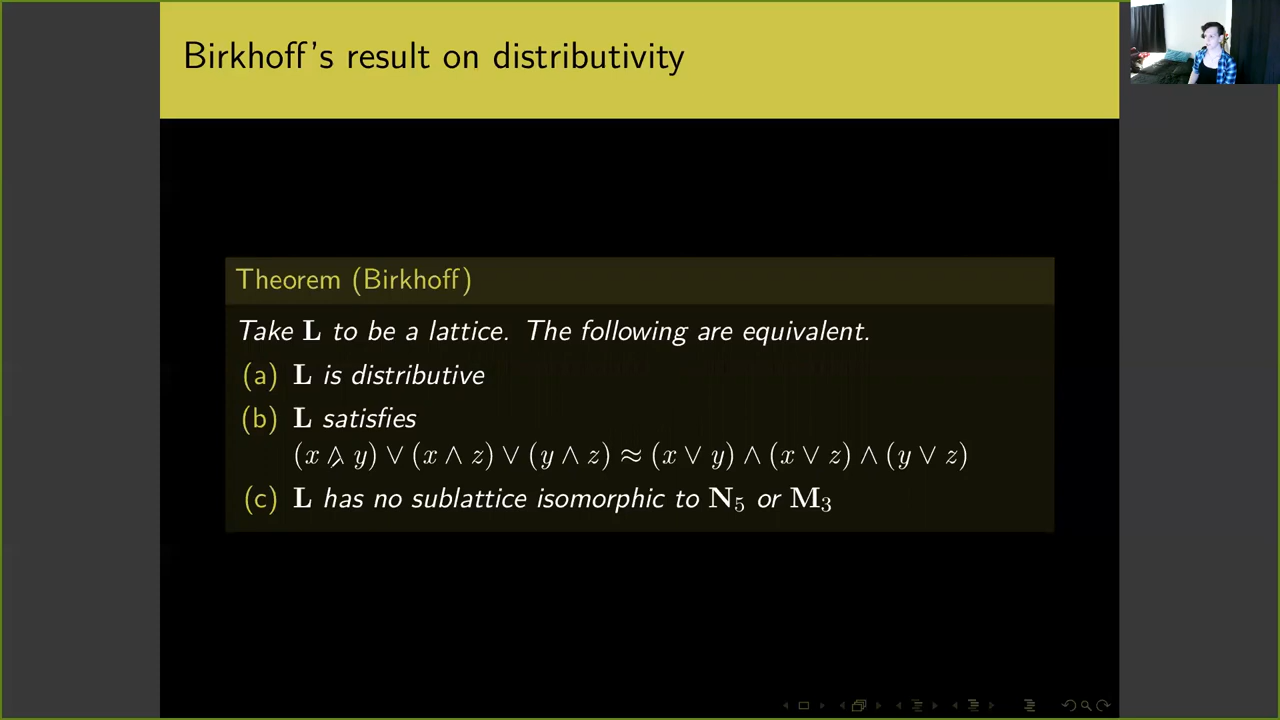 Birkhoff's result on distributivity
Theorem (Birkhoff)
Take L to be a lattice. The following are equivalent.
(a) L is distributive
(b) L satisfies
(x ∧ y) ∨ (x ∧ z) ∨ (y ∧ z) ≈ (x ∨ y) ∧ (x ∨ z) ∧ (y ∨ z)
(c) L has no sublattice isomorphic to N₅ or M₃